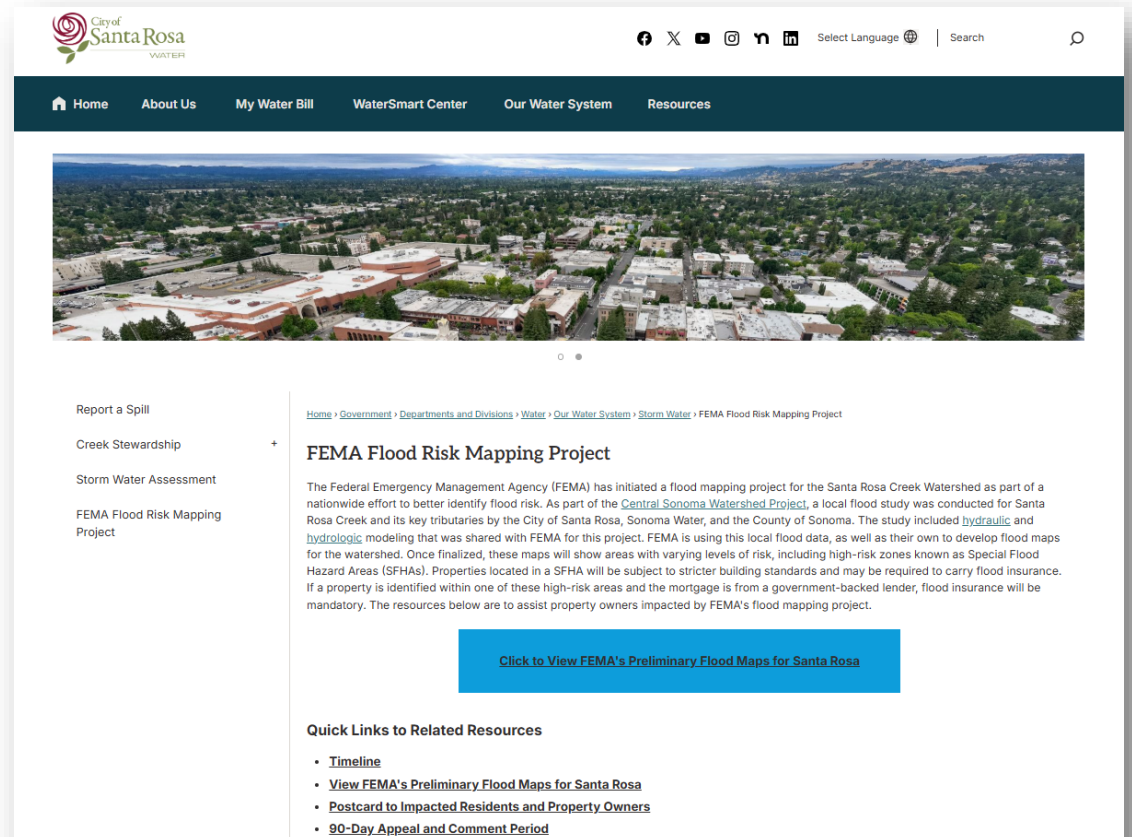 City of
Santa Rosa
WATER
Select Language
Search
Home
About Us
My Water Bill
WaterSmart Center
Our Water System
Resources
Report a Spill
Creek Stewardship +
Storm Water Assessment
FEMA Flood Risk Mapping
Project
Home › Government › Departments and Divisions › Water › Our Water System › Storm Water › FEMA Flood Risk Mapping Project
FEMA Flood Risk Mapping Project
The Federal Emergency Management Agency (FEMA) has initiated a flood mapping project for the Santa Rosa Creek Watershed as part of a
nationwide effort to better identify flood risk. As part of the Central Sonoma Watershed Project, a local flood study was conducted for Santa
Rosa Creek and its key tributaries by the City of Santa Rosa, Sonoma Water, and the County of Sonoma. The study included hydraulic and
hydrologic modeling that was shared with FEMA for this project. FEMA is using this local flood data, as well as their own to develop flood maps
for the watershed. Once finalized, these maps will show areas with varying levels of risk, including high-risk zones known as Special Flood
Hazard Areas (SFHAs). Properties located in a SFHA will be subject to stricter building standards and may be required to carry flood insurance.
If a property is identified within one of these high-risk areas and the mortgage is from a government-backed lender, flood insurance will be
mandatory. The resources below are to assist property owners impacted by FEMA's flood mapping project.
Click to View FEMA's Preliminary Flood Maps for Santa Rosa
Quick Links to Related Resources
• Timeline
• View FEMA's Preliminary Flood Maps for Santa Rosa
• Postcard to Impacted Residents and Property Owners
• 90-Day Appeal and Comment Period